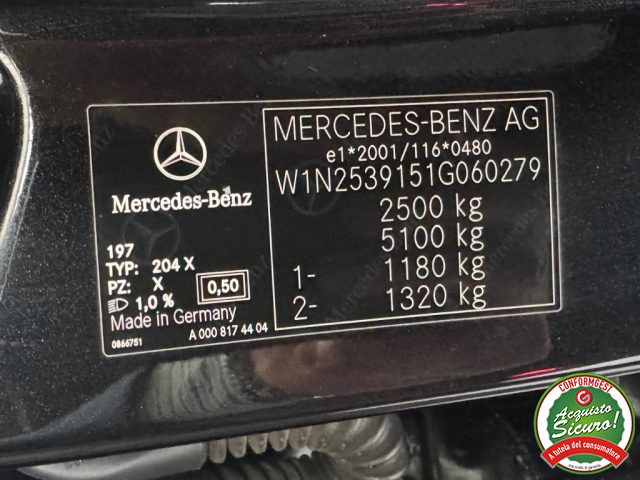 MERCEDES-BENZ AG
e1*2001/116*0480
W1N2539151G060279
2500 kg
5100 kg
1- 1180 kg
2- 1320 kg
Mercedes-Benz
197
TYP: 204 X
PZ: X
0,50
1,0 %
Made in Germany
0866751
A 000 817 44 04
CONFORMGEST
Acquisto
Sicuro!
A tutela del consumatore